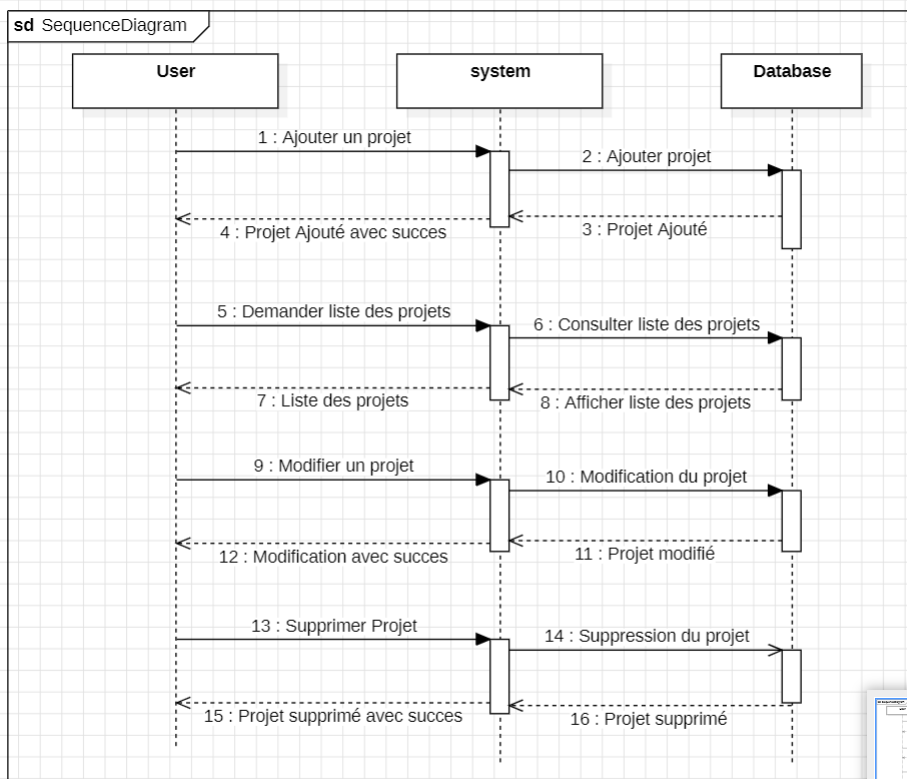 sd SequenceDiagram
User
system
Database
1 : Ajouter un projet
2 : Ajouter projet
4 : Projet Ajouté avec succes
3 : Projet Ajouté
5 : Demander liste des projets
6 : Consulter liste des projets
7 : Liste des projets
8 : Afficher liste des projets
9 : Modifier un projet
10 : Modification du projet
12 : Modification avec succes
11 : Projet modifié
13 : Supprimer Projet
14 : Suppression du projet
15 : Projet supprimé avec succes
16 : Projet supprimé